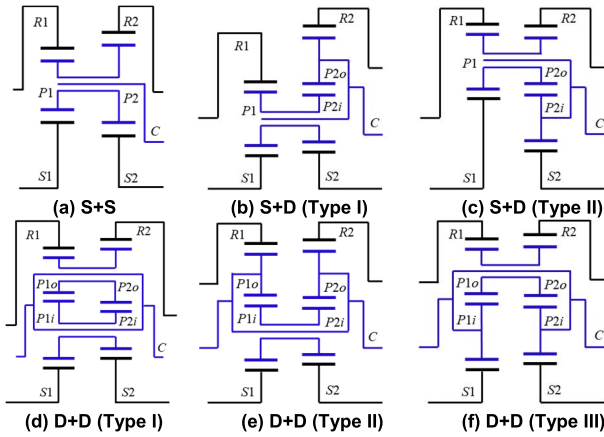 R1 R2
P1 P2
C
S1 S2
(a) S+S
R2
R1
P2o
P1 P2i
C
S1 S2
(b) S+D (Type I)
R1 R2
P1 P2o
P2i
C
S1 S2
(c) S+D (Type II)
R1 R2
P1o P2o
P1i P2i
C
S1 S2
(d) D+D (Type I)
R1 R2
P1o P2o
P1i P2i
C
S1 S2
(e) D+D (Type II)
R1 R2
P1o P2o
P1i P2i
C
S1 S2
(f) D+D (Type III)